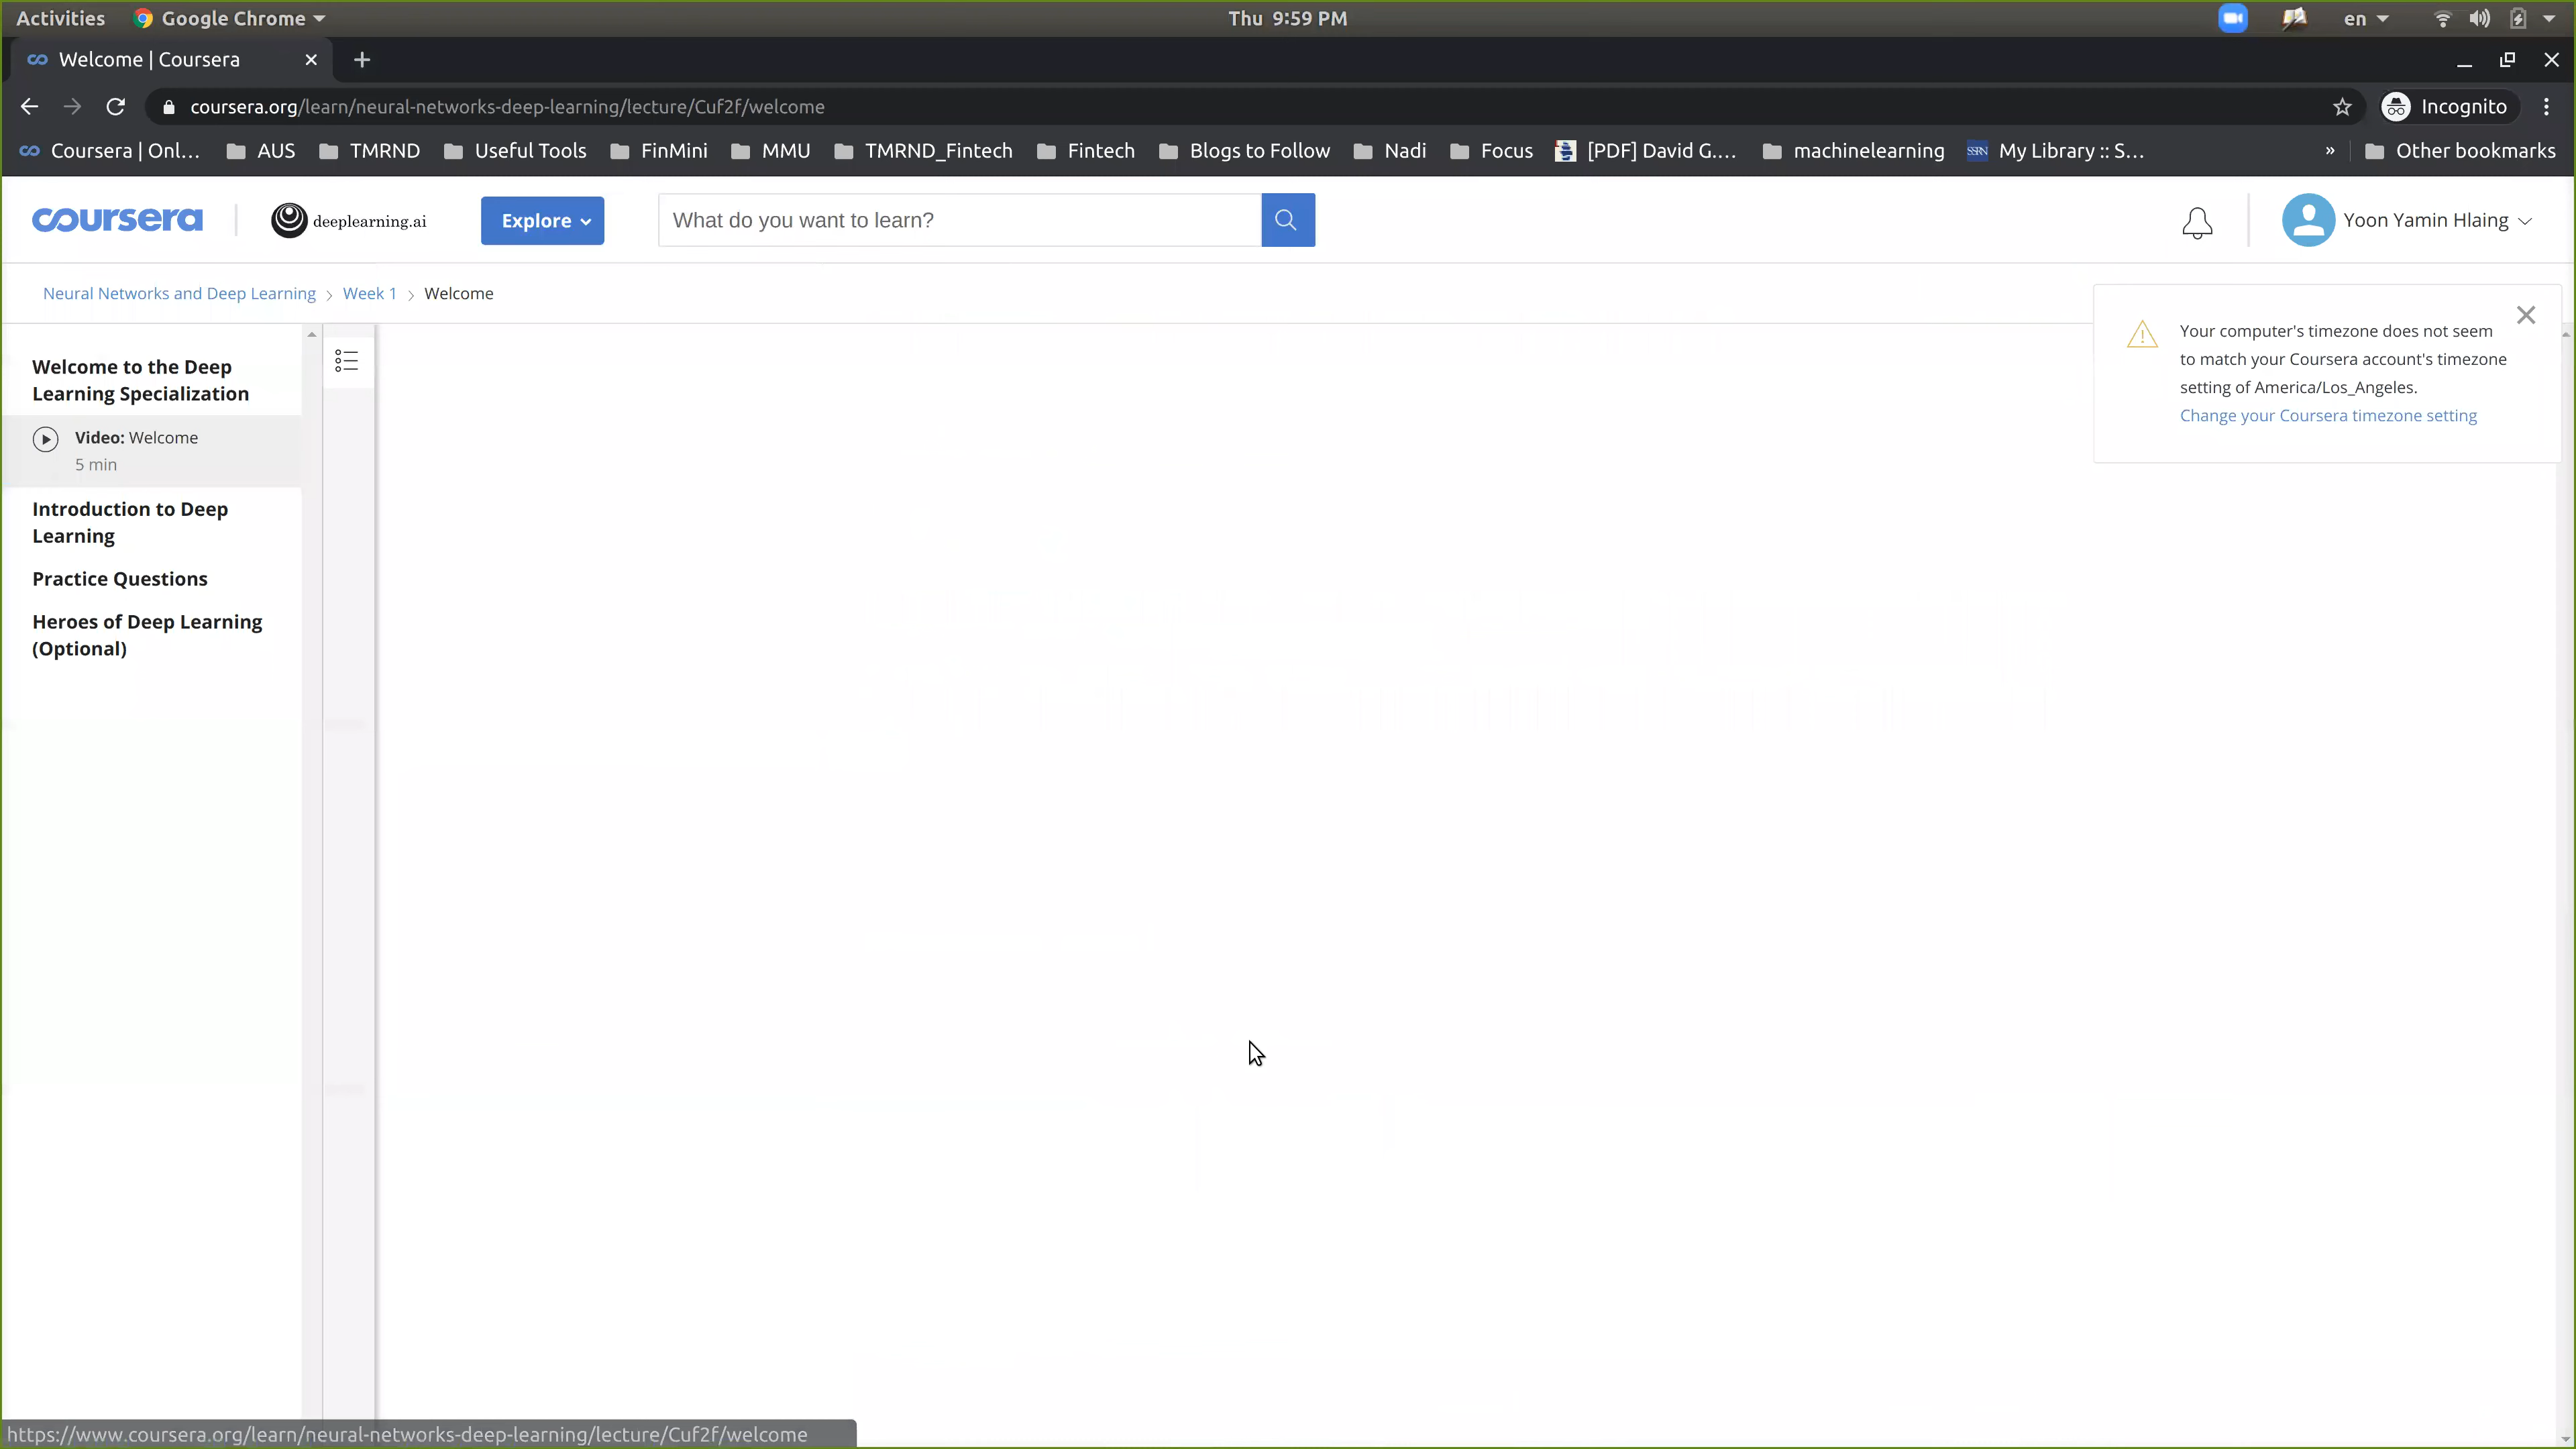 Activities Google Chrome Thu 9:59 PM en
Welcome | Coursera
coursera.org/learn/neural-networks-deep-learning/lecture/Cuf2f/welcome Incognito
Coursera | Onl... AUS TMRND Useful Tools FinMini MMU TMRND_Fintech Fintech Blogs to Follow Nadi Focus [PDF] David G.... machinelearning SSRN My Library :: S... » Other bookmarks
coursera deeplearning.ai Explore What do you want to learn? Yoon Yamin Hlaing
Neural Networks and Deep Learning > Week 1 > Welcome
Your computer's timezone does not seem
to match your Coursera account's timezone
setting of America/Los_Angeles.
Change your Coursera timezone setting
Welcome to the Deep
Learning Specialization
Video: Welcome
5 min
Introduction to Deep
Learning
Practice Questions
Heroes of Deep Learning
(Optional)
https://www.coursera.org/learn/neural-networks-deep-learning/lecture/Cuf2f/welcome